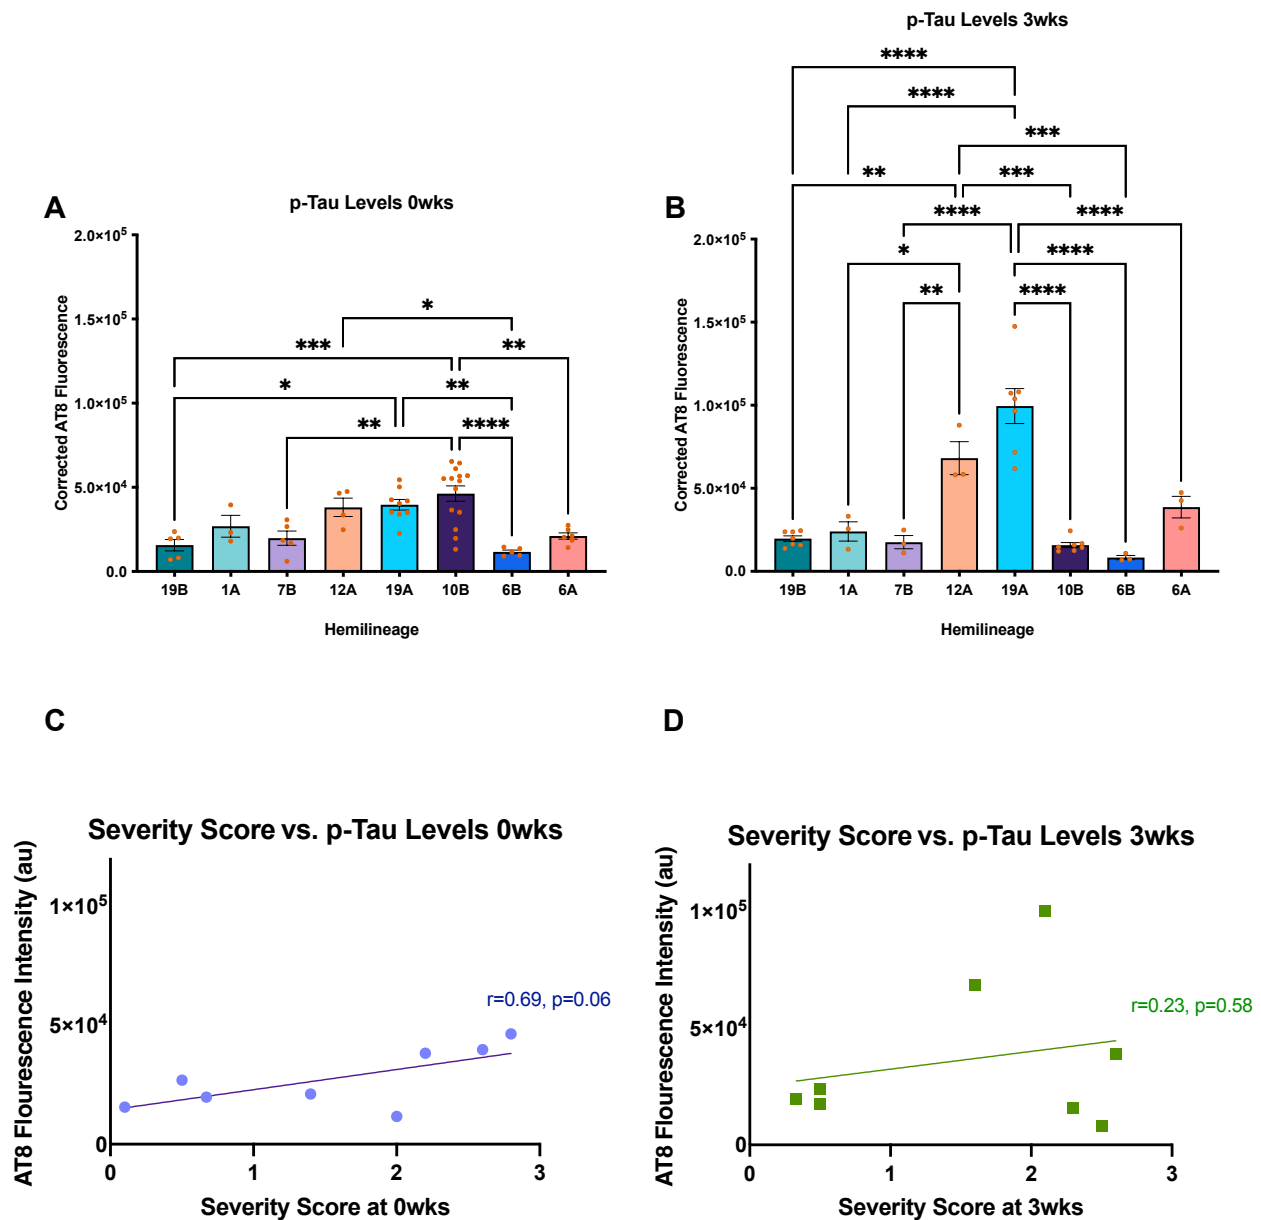 p-Tau Levels 3wks
****
****
***
** ***
A
p-Tau Levels 0wks
B
**** ****
2.0×10⁵
Corrected AT8 Fluorescence
1.5×10⁵
1.0×10⁵
5.0×10⁴
0.0
*
*** **
* **
** ****
19B 1A 7B 12A 19A 10B 6B 6A
Hemilineage
2.0×10⁵
Corrected AT8 Fluorescence
1.5×10⁵
1.0×10⁵
5.0×10⁴
0.0
* ****
** ****
19B 1A 7B 12A 19A 10B 6B 6A
Hemilineage
C
Severity Score vs. p-Tau Levels 0wks
AT8 Flourescence Intensity (au)
1×10⁵
5×10⁴
0
r=0.69, p=0.06
0 1 2 3
Severity Score at 0wks
D
Severity Score vs. p-Tau Levels 3wks
AT8 Flourescence Intensity (au)
1×10⁵
5×10⁴
0
r=0.23, p=0.58
0 1 2 3
Severity Score at 3wks